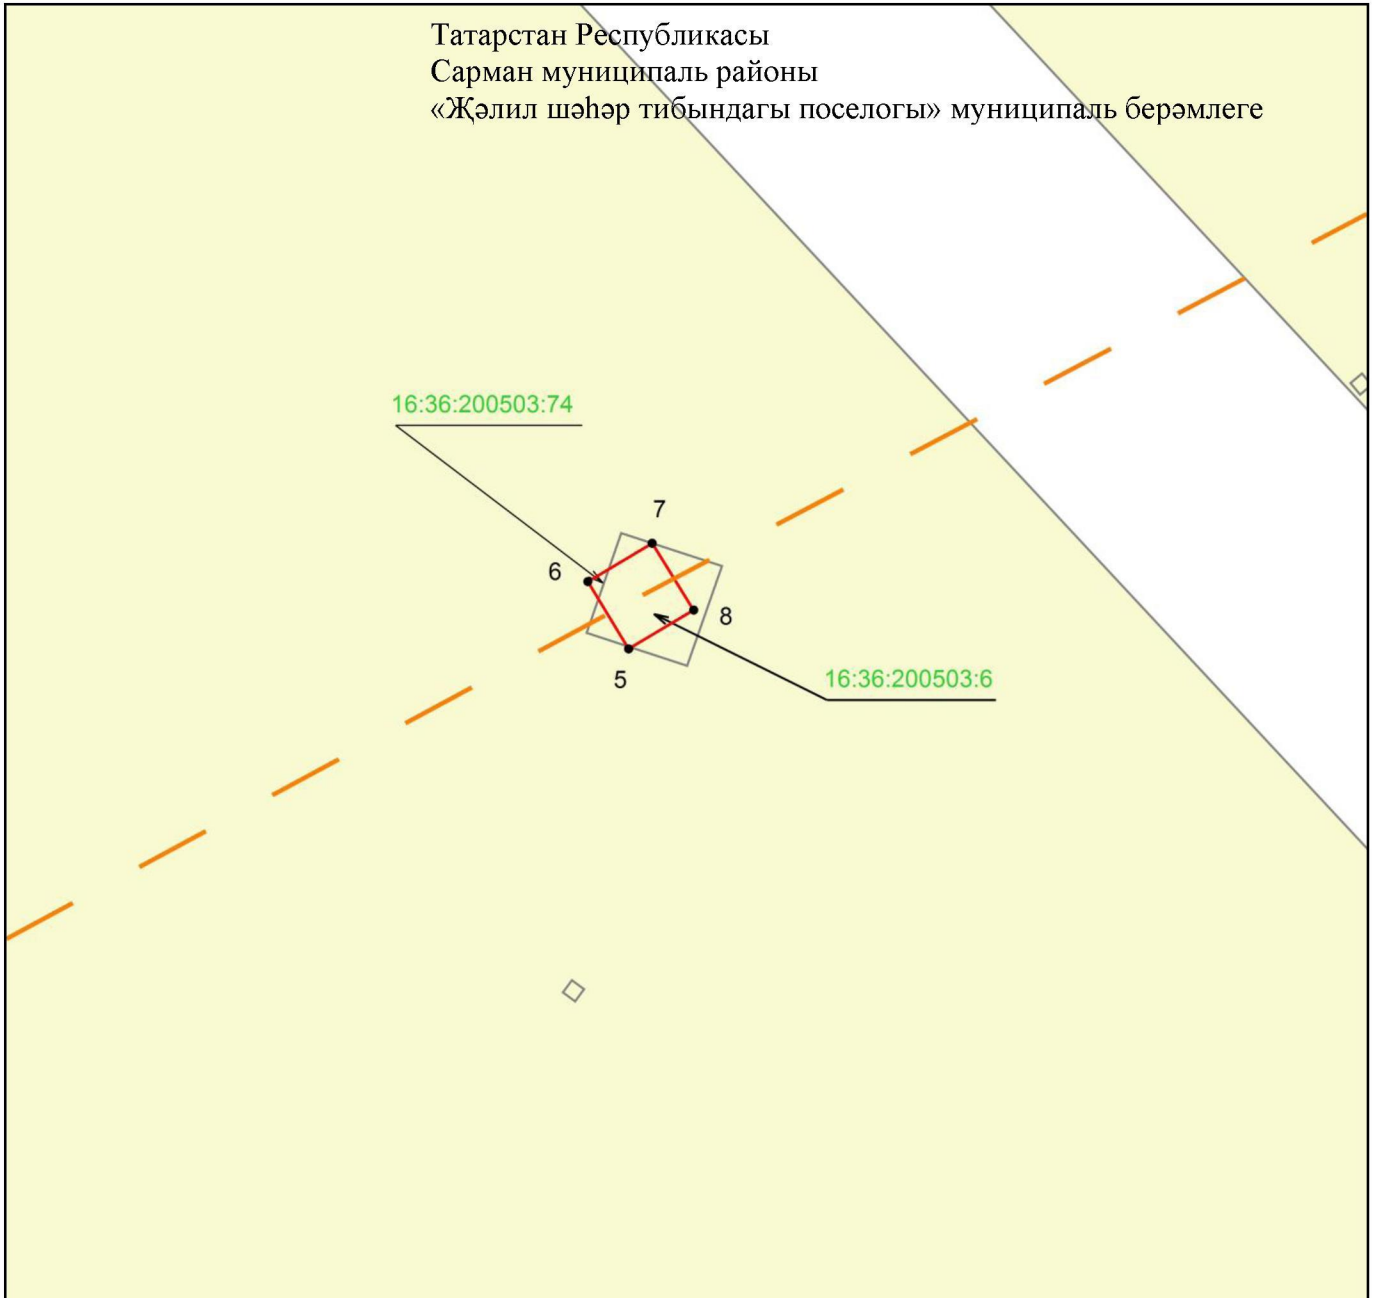 Татарстан Республикасы
Сарман муниципаль районы
«Җәлил шәһәр тибындагы поселогы» муниципаль берәмлеге
16:36:200503:74
7
6
8
5
16:36:200503:6